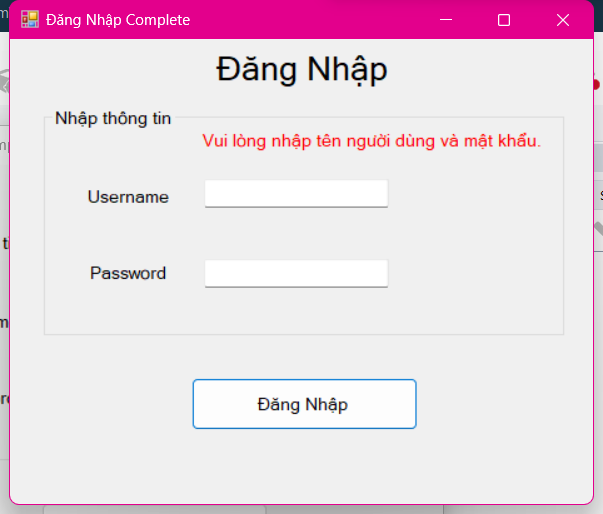 Đăng Nhập Complete
Đăng Nhập
Nhập thông tin
Vui lòng nhập tên người dùng và mật khẩu.
Username
Password
Đăng Nhập